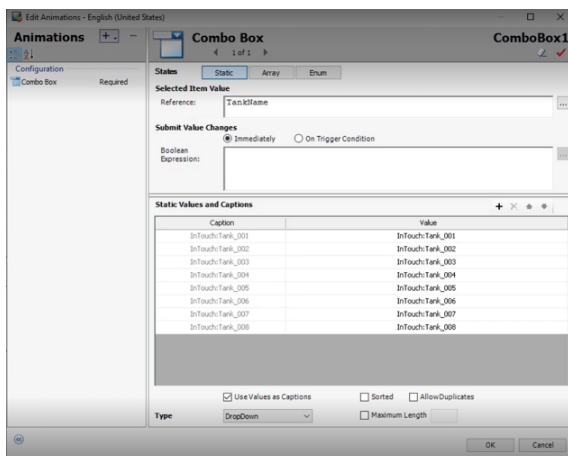 Edit Animations - English (United States)
Animations
Combo Box
ComboBox1
1 of 1
Configuration
Combo Box Required
States Static Array Enum
Selected Item Value
Reference: TankName
Submit Value Changes
Immediately On Trigger Condition
Boolean
Expression:
Static Values and Captions
Caption Value
InTouch:Tank_001 InTouch:Tank_001
InTouch:Tank_002 InTouch:Tank_002
InTouch:Tank_003 InTouch:Tank_003
InTouch:Tank_004 InTouch:Tank_004
InTouch:Tank_005 InTouch:Tank_005
InTouch:Tank_006 InTouch:Tank_006
InTouch:Tank_007 InTouch:Tank_007
InTouch:Tank_008 InTouch:Tank_008
Use Values as Captions Sorted AllowDuplicates
Type DropDown Maximum Length
OK Cancel